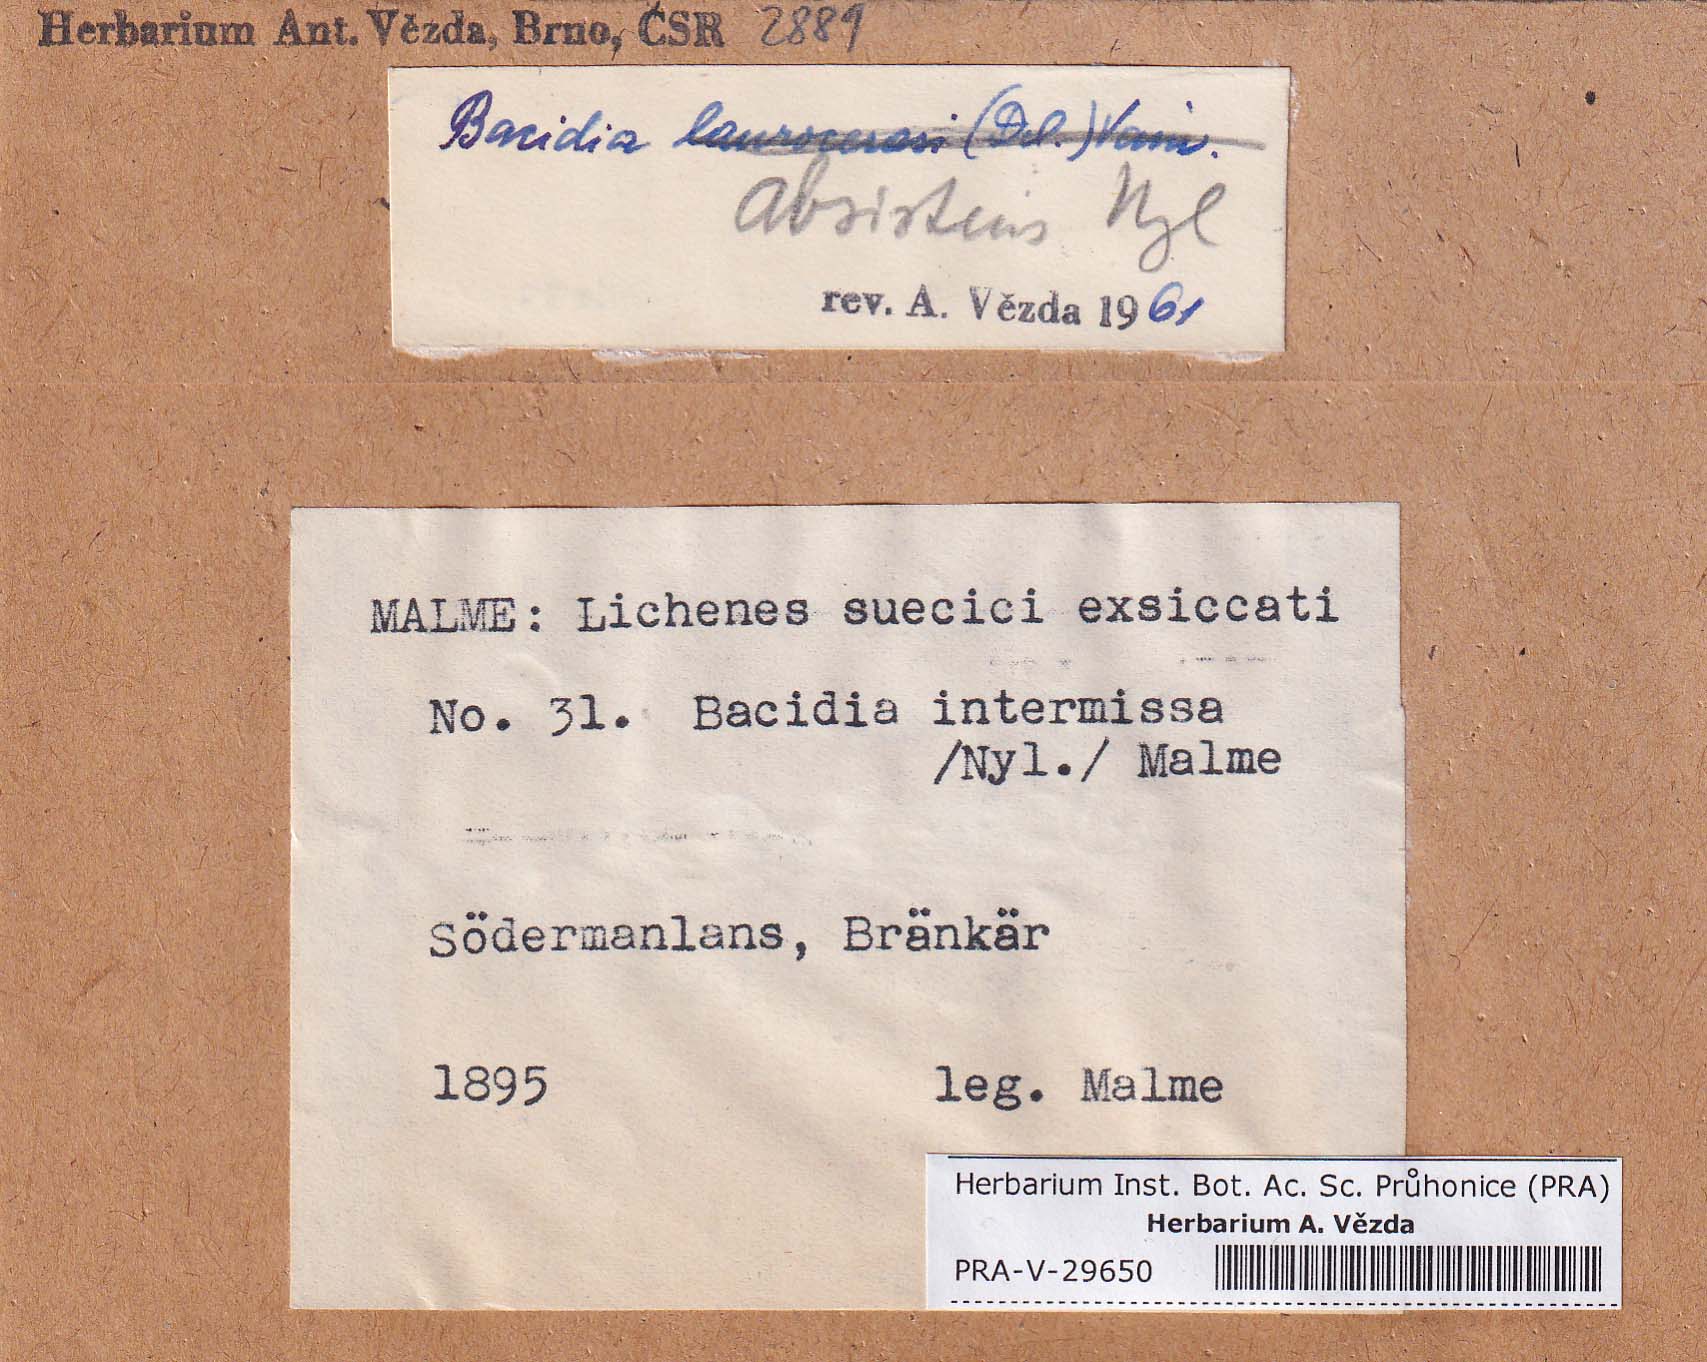 Herbarium Ant. Vězda, Brno, ČSR 2889
Bacidia laurocerasi (Del.) Vain.
absistens Nyl
rev. A. Vězda 1961
MALME: Lichenes suecici exsiccati
No. 31. Bacidia intermissa
/Nyl./ Malme
Södermanlans, Bränkär
1895 leg. Malme
Herbarium Inst. Bot. Ac. Sc. Průhonice (PRA)
Herbarium A. Vězda
PRA-V-29650